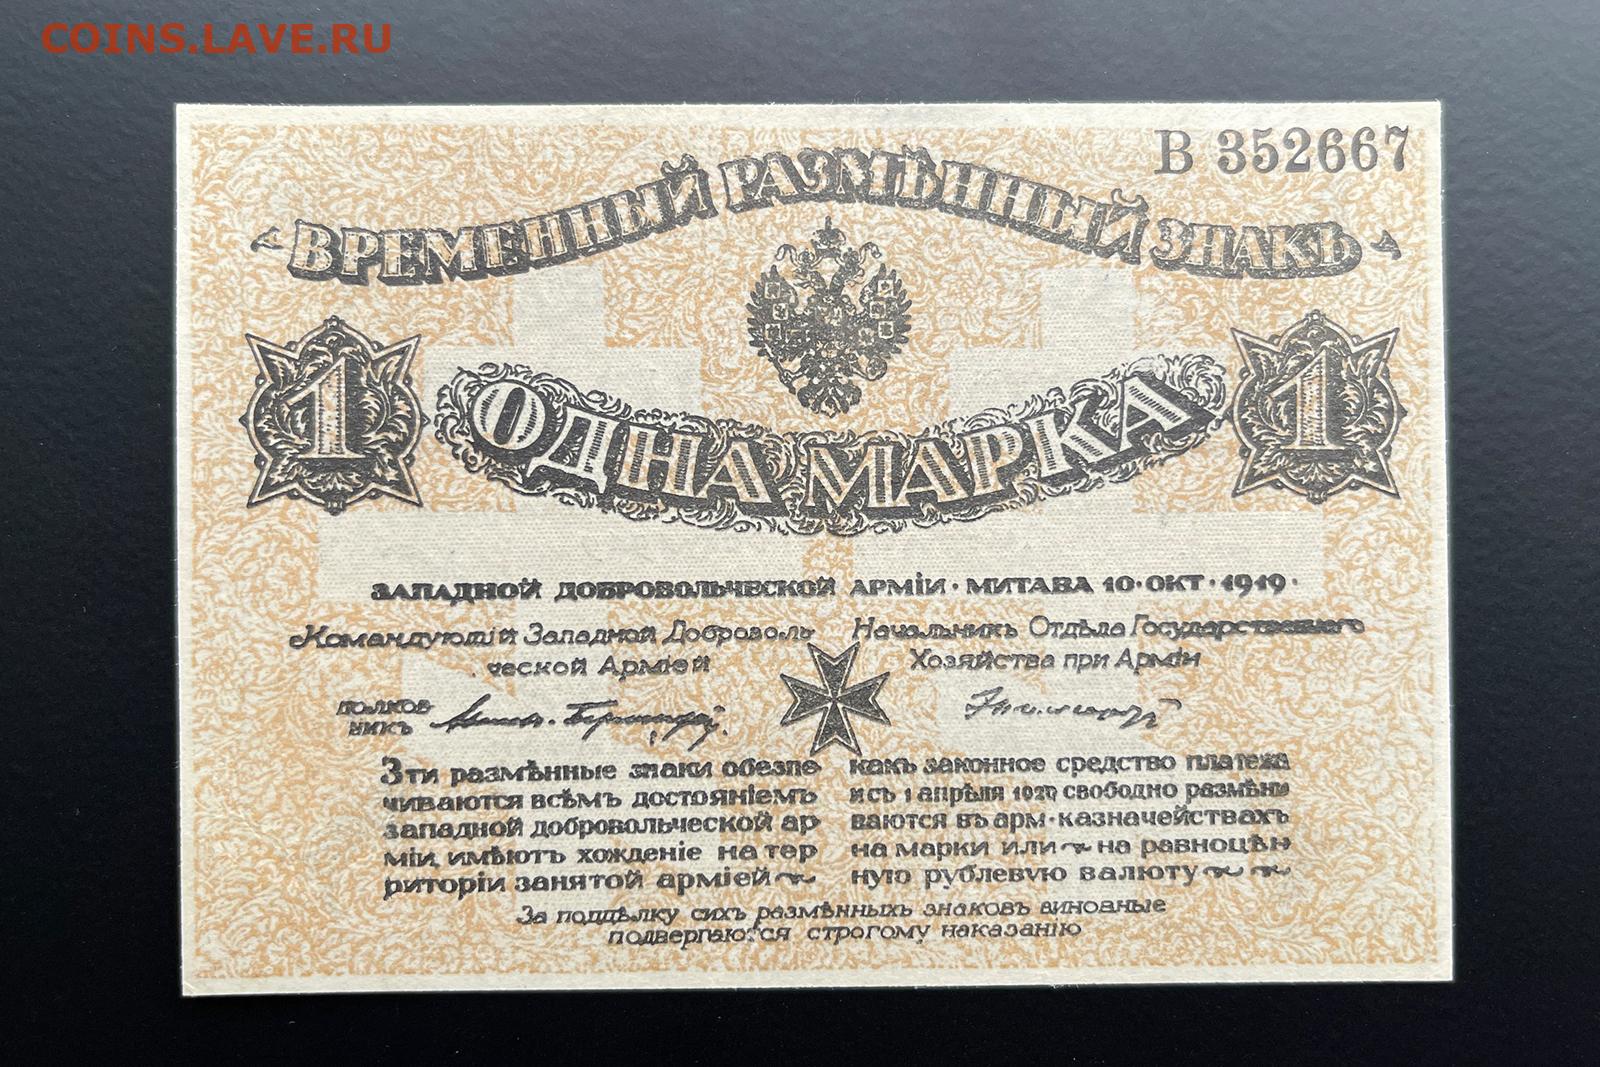 COINS.LAVE.RU
В 352667
ВРЕМЕННЫЙ РАЗМѢННЫЙ ЗНАКЪ
1 ОДНА МАРКА 1
ЗАПАДНОЙ ДОБРОВОЛЬЧЕСКОЙ АРМІИ · МИТАВА 10 · ОКТ · 1919 ·
Командующій Западной Доброволь
ческой Арміей
полков
никъ
Начальникъ Отдѣла Государственнаго
Хозяйства при Арміи
Эти размѣнные знаки обезпе
чиваются всѣмъ достояніемъ
западной добровольческой ар
міи, имѣютъ хожденіе на тер
риторіи занятой арміей
какъ законное средство платежа
и съ 1 апрѣля 1920 свободно размѣни
ваются въ арм · казначействахъ
на марки или на равноцѣн
ную рублевую валюту
За поддѣлку сихъ размѣнныхъ знаковъ виновные
подвергаются строгому наказанію